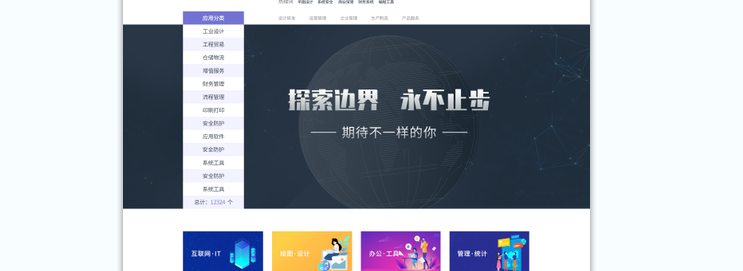 界面设计 系统安全 商业管理 财务系统 编程工具
设计研发 运营管理 企业管理 生产制造 产品服务
应用分类
工业设计
工程贸易
仓储物流
增值服务
财务管理
流程管理
印刷打印
安全防护
应用软件
安全防护
系统工具
安全防护
系统工具
总计：12324 个
探索边界 永不止步
期待不一样的你
互联网·IT 绘图·设计 办公·工具 管理·统计